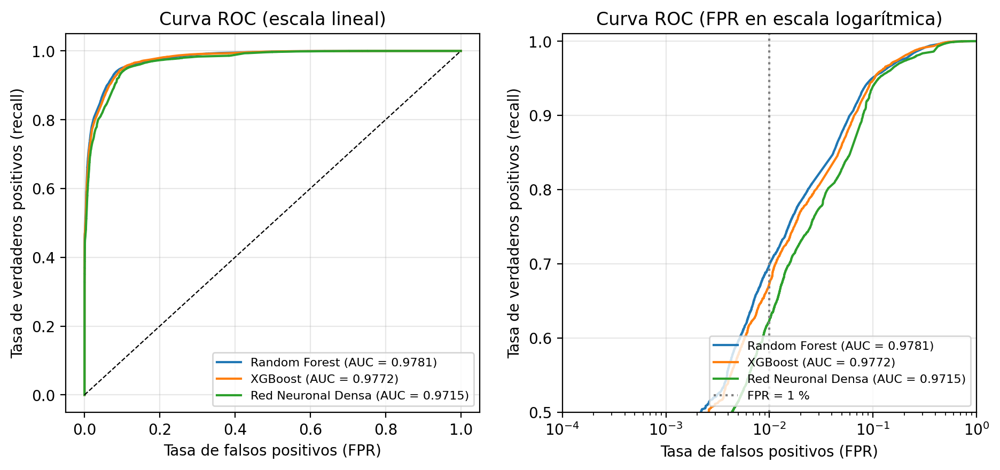 Curva ROC (escala lineal)
Tasa de verdaderos positivos (recall)
1.0
0.8
0.6
0.4
0.2
0.0
Random Forest (AUC = 0.9781)
XGBoost (AUC = 0.9772)
Red Neuronal Densa (AUC = 0.9715)
0.0 0.2 0.4 0.6 0.8 1.0
Tasa de falsos positivos (FPR)
Curva ROC (FPR en escala logarítmica)
Tasa de verdaderos positivos (recall)
1.0
0.9
0.8
0.7
0.6
0.5
Random Forest (AUC = 0.9781)
XGBoost (AUC = 0.9772)
Red Neuronal Densa (AUC = 0.9715)
FPR = 1 %
10⁻⁴ 10⁻³ 10⁻² 10⁻¹ 10⁰
Tasa de falsos positivos (FPR)